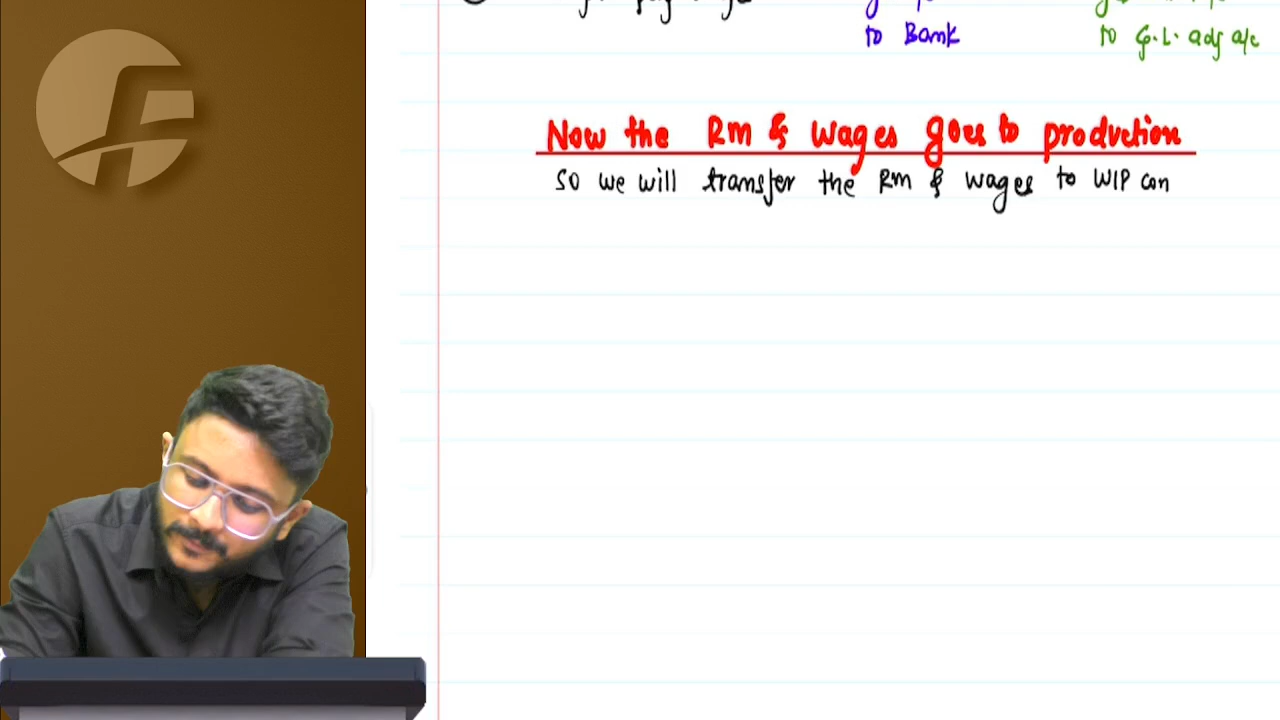 to Bank
to G.L. adj a/c
Now the Rm & wages goes to production
so we will transfer the Rm & wages to WIP con